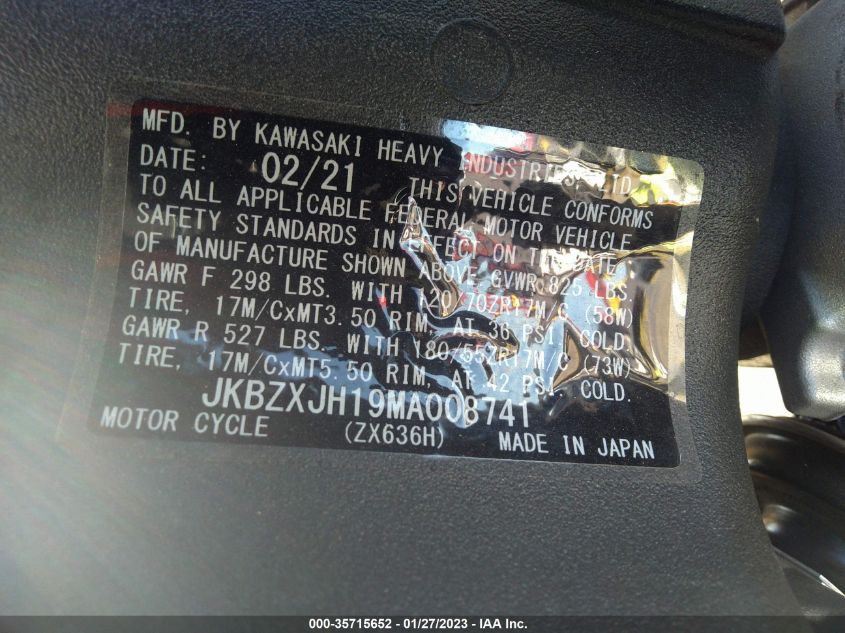 MFD. BY KAWASAKI HEAVY INDUSTRIES, LTD.
DATE: 02/21 THIS VEHICLE CONFORMS
TO ALL APPLICABLE FEDERAL MOTOR VEHICLE
SAFETY STANDARDS IN EFFECT ON THE DATE
OF MANUFACTURE SHOWN ABOVE. GVWR 825 LBS.
GAWR F 298 LBS. WITH 120/70ZR17M/C (58W)
TIRE, 17M/CxMT3.50 RIM, AT 36 PSI COLD.
GAWR R 527 LBS. WITH 180/55ZR17M/C (73W)
TIRE, 17M/CxMT5.50 RIM, AT 42 PSI COLD.
JKBZXJH19MA008741
MOTOR CYCLE (ZX636H) MADE IN JAPAN
000-35715652 - 01/27/2023 - IAA Inc.